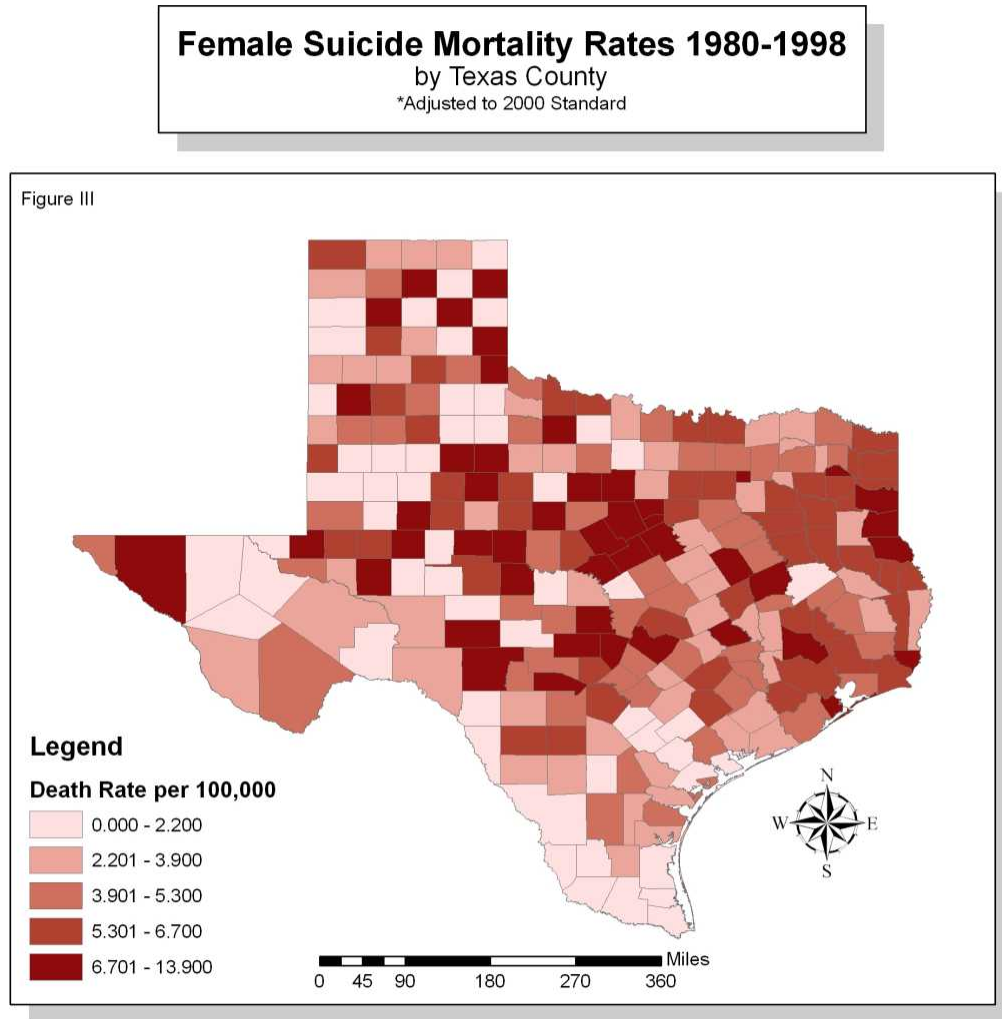 Female Suicide Mortality Rates 1980-1998
by Texas County
*Adjusted to 2000 Standard
Figure III
Legend
Death Rate per 100,000
0.000 - 2.200
2.201 - 3.900
3.901 - 5.300
5.301 - 6.700
6.701 - 13.900
N
W E
S
Miles
0 45 90 180 270 360